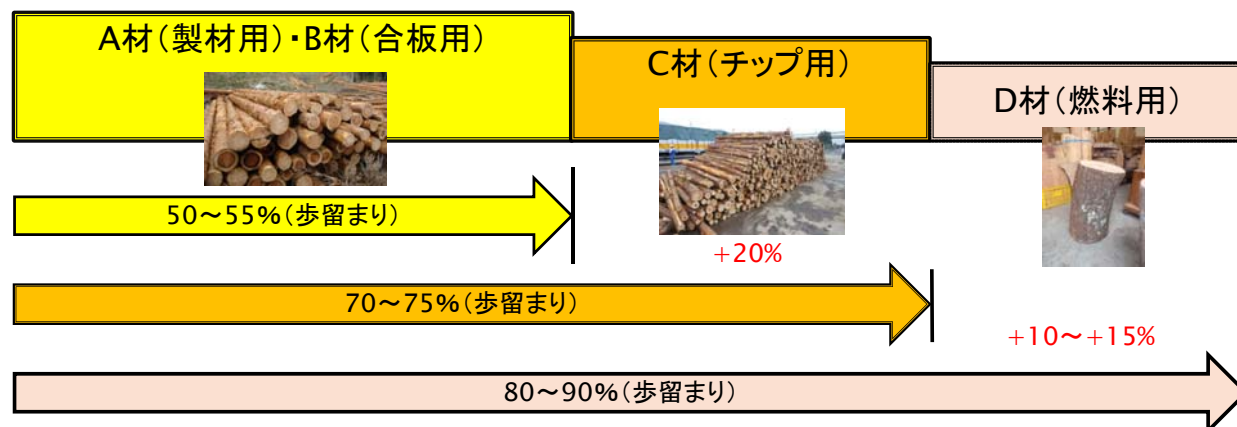 A材(製材用)・B材(合板用)
C材(チップ用)
D材(燃料用)
50～55%(歩留まり)
+20%
70～75%(歩留まり)
+10～+15%
80～90%(歩留まり)